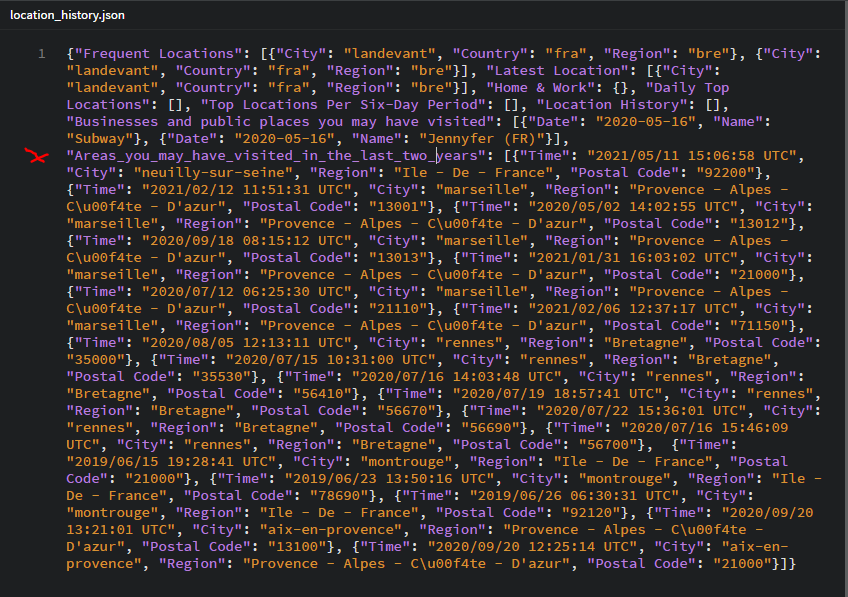 location_history.json
1 {"Frequent Locations": [{"City": "landevant", "Country": "fra", "Region": "bre"}, {"City":
"landevant", "Country": "fra", "Region": "bre"}], "Latest Location": [{"City":
"landevant", "Country": "fra", "Region": "bre"}], "Home & Work": {}, "Daily Top
Locations": [], "Top Locations Per Six-Day Period": [], "Location History": [],
"Businesses and public places you may have visited": [{"Date": "2020-05-16", "Name":
"Subway"}, {"Date": "2020-05-16", "Name": "Jennyfer (FR)"}],
"Areas_you_may_have_visited_in_the_last_two_years": [{"Time": "2021/05/11 15:06:58 UTC",
"City": "neuilly-sur-seine", "Region": "Ile - De - France", "Postal Code": "92200"},
{"Time": "2021/02/12 11:51:31 UTC", "City": "marseille", "Region": "Provence - Alpes -
C\u00f4te - D'azur", "Postal Code": "13001"}, {"Time": "2020/05/02 14:02:55 UTC", "City":
"marseille", "Region": "Provence - Alpes - C\u00f4te - D'azur", "Postal Code": "13012"},
{"Time": "2020/09/18 08:15:12 UTC", "City": "marseille", "Region": "Provence - Alpes -
C\u00f4te - D'azur", "Postal Code": "13013"}, {"Time": "2021/01/31 16:03:02 UTC", "City":
"marseille", "Region": "Provence - Alpes - C\u00f4te - D'azur", "Postal Code": "21000"},
{"Time": "2020/07/12 06:25:30 UTC", "City": "marseille", "Region": "Provence - Alpes -
C\u00f4te - D'azur", "Postal Code": "21110"}, {"Time": "2021/02/06 12:37:17 UTC", "City":
"marseille", "Region": "Provence - Alpes - C\u00f4te - D'azur", "Postal Code": "71150"},
{"Time": "2020/08/05 12:13:11 UTC", "City": "rennes", "Region": "Bretagne", "Postal Code":
"35000"}, {"Time": "2020/07/15 10:31:00 UTC", "City": "rennes", "Region": "Bretagne",
"Postal Code": "35530"}, {"Time": "2020/07/16 14:03:48 UTC", "City": "rennes", "Region":
"Bretagne", "Postal Code": "56410"}, {"Time": "2020/07/19 18:57:41 UTC", "City": "rennes",
"Region": "Bretagne", "Postal Code": "56670"}, {"Time": "2020/07/22 15:36:01 UTC", "City":
"rennes", "Region": "Bretagne", "Postal Code": "56690"}, {"Time": "2020/07/16 15:46:09
UTC", "City": "rennes", "Region": "Bretagne", "Postal Code": "56700"},  {"Time":
"2019/06/15 19:28:41 UTC", "City": "montrouge", "Region": "Ile - De - France", "Postal
Code": "21000"}, {"Time": "2019/06/23 13:50:16 UTC", "City": "montrouge", "Region": "Ile -
De - France", "Postal Code": "78690"}, {"Time": "2019/06/26 06:30:31 UTC", "City":
"montrouge", "Region": "Ile - De - France", "Postal Code": "92120"}, {"Time": "2020/09/20
13:21:01 UTC", "City": "aix-en-provence", "Region": "Provence - Alpes - C\u00f4te -
D'azur", "Postal Code": "13100"}, {"Time": "2020/09/20 12:25:14 UTC", "City": "aix-en-
provence", "Region": "Provence - Alpes - C\u00f4te - D'azur", "Postal Code": "21000"}]}